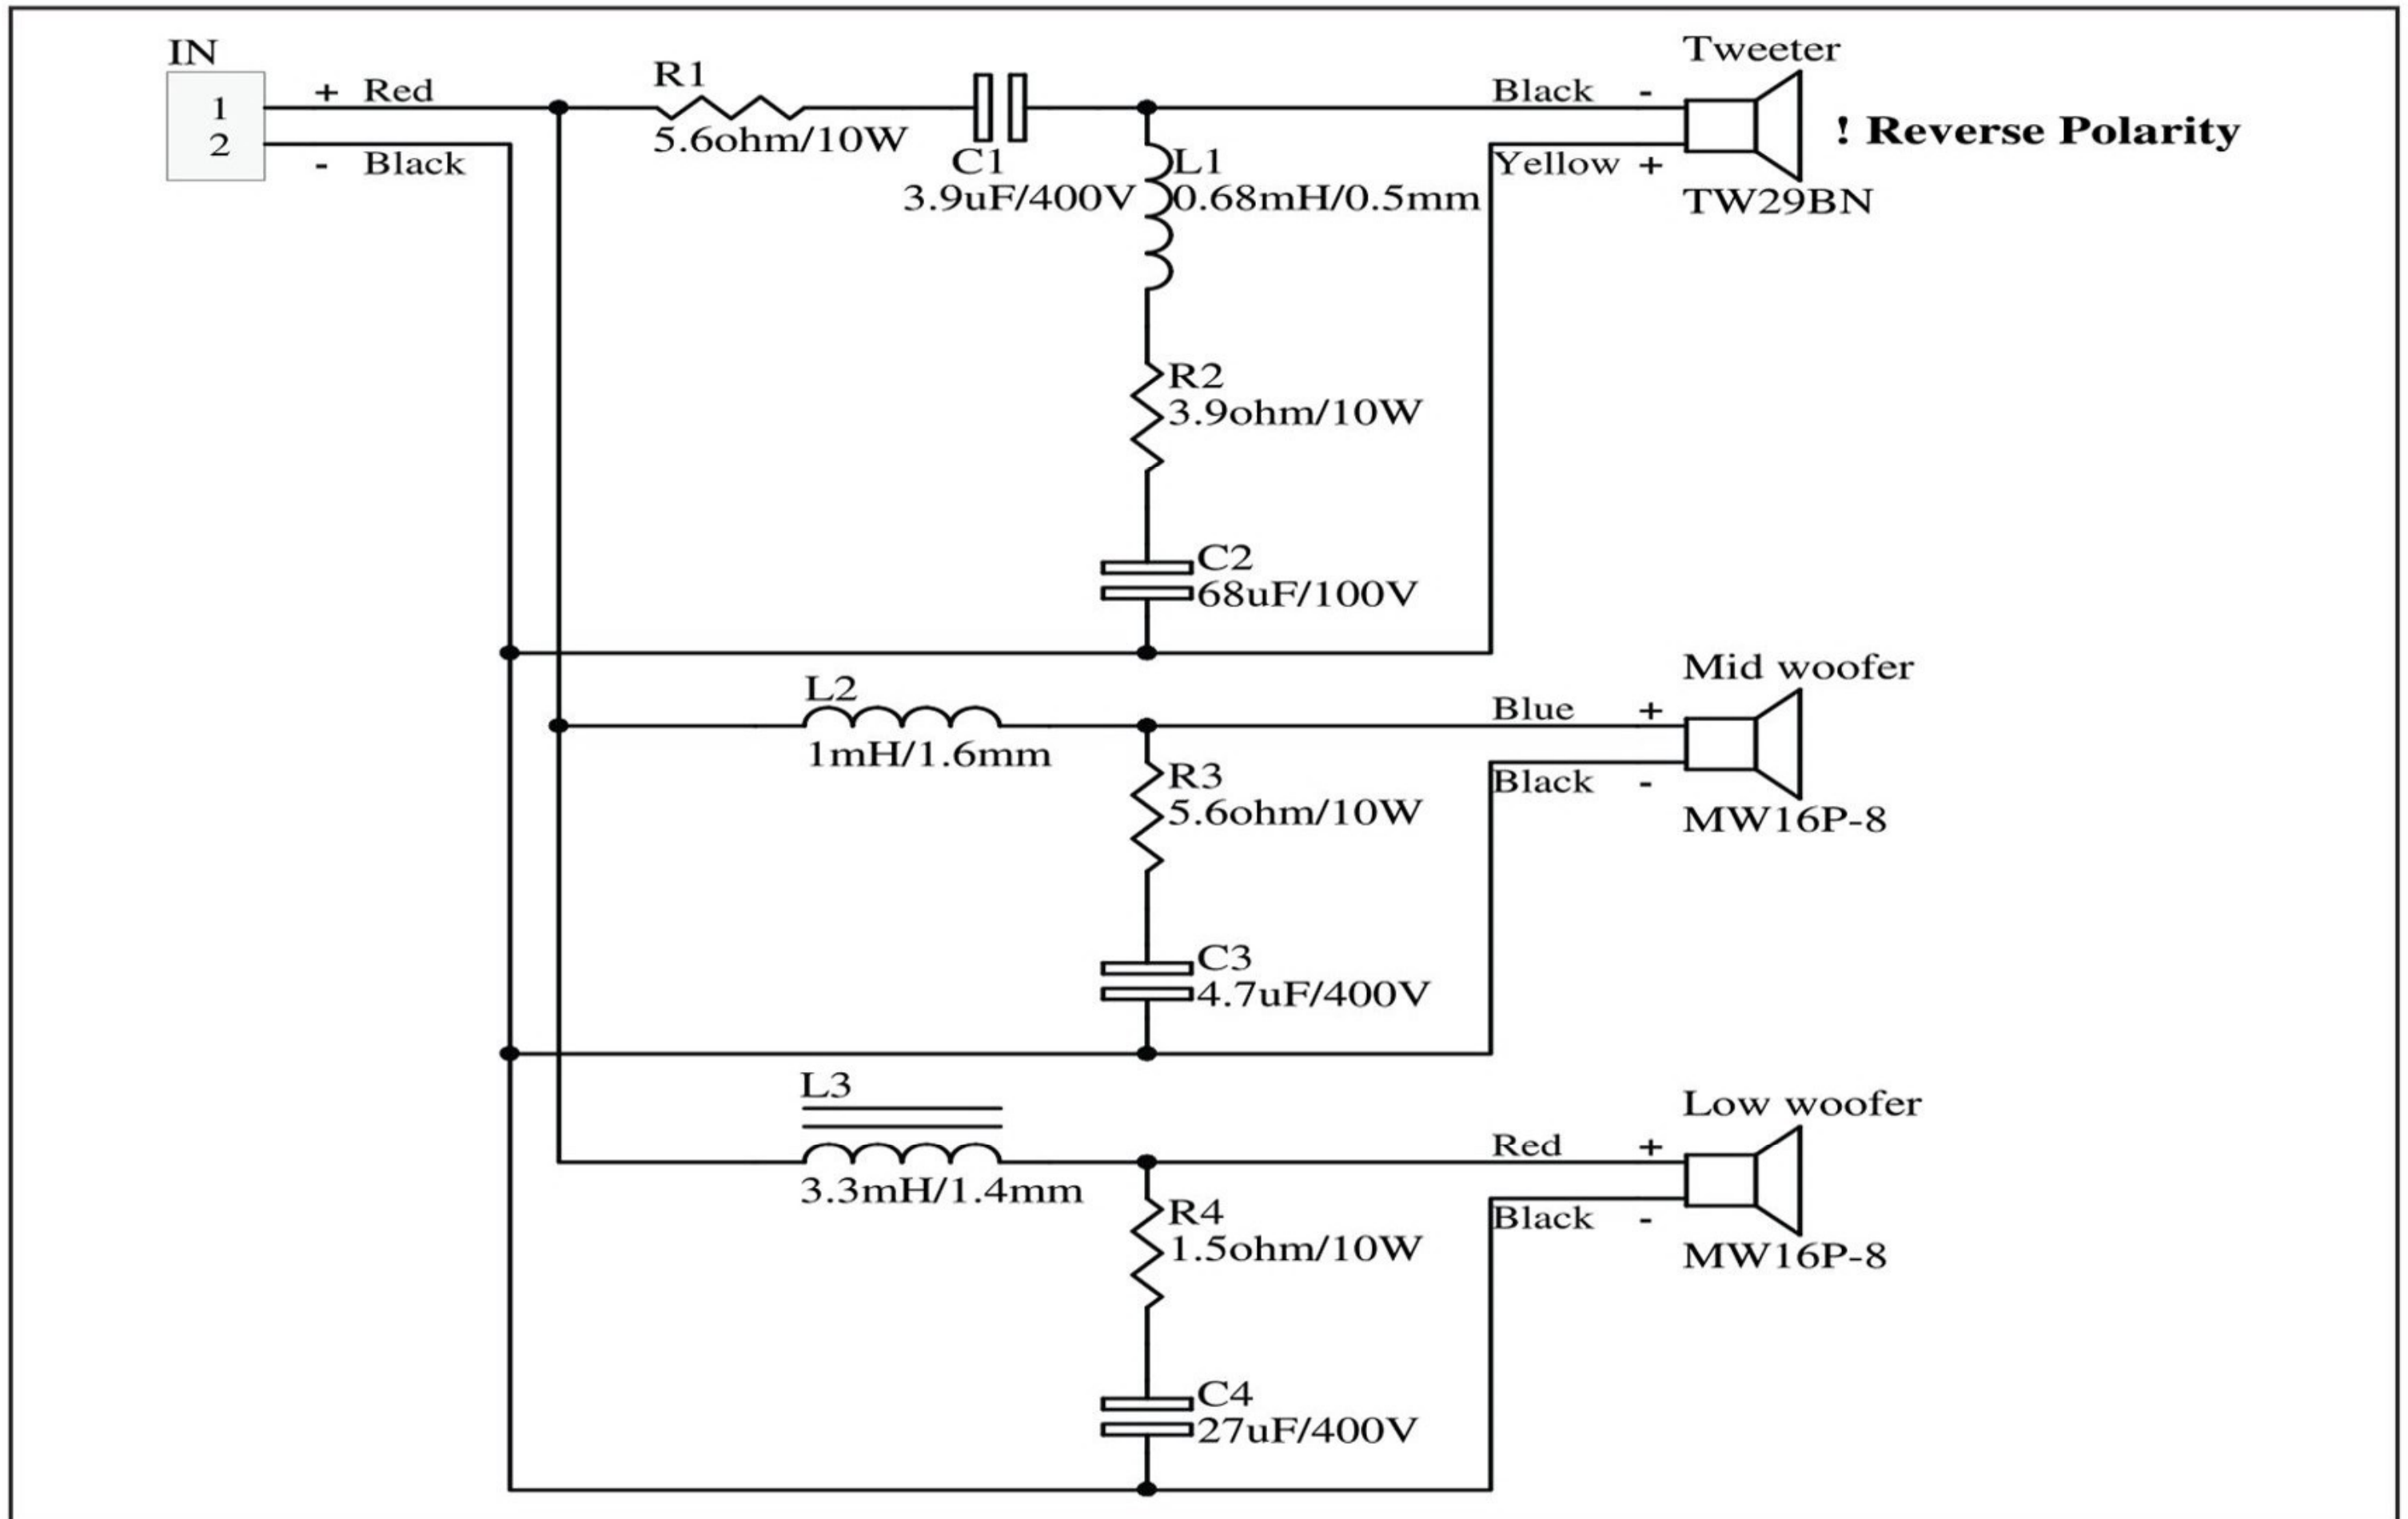 IN
1
2
+ Red
- Black
R1
5.6ohm/10W
C1
3.9uF/400V
L1
0.68mH/0.5mm
R2
3.9ohm/10W
C2
68uF/100V
Black -
Yellow +
Tweeter
! Reverse Polarity
TW29BN
L2
1mH/1.6mm
R3
5.6ohm/10W
C3
4.7uF/400V
Blue +
Black -
Mid woofer
MW16P-8
L3
3.3mH/1.4mm
R4
1.5ohm/10W
C4
27uF/400V
Red +
Black -
Low woofer
MW16P-8